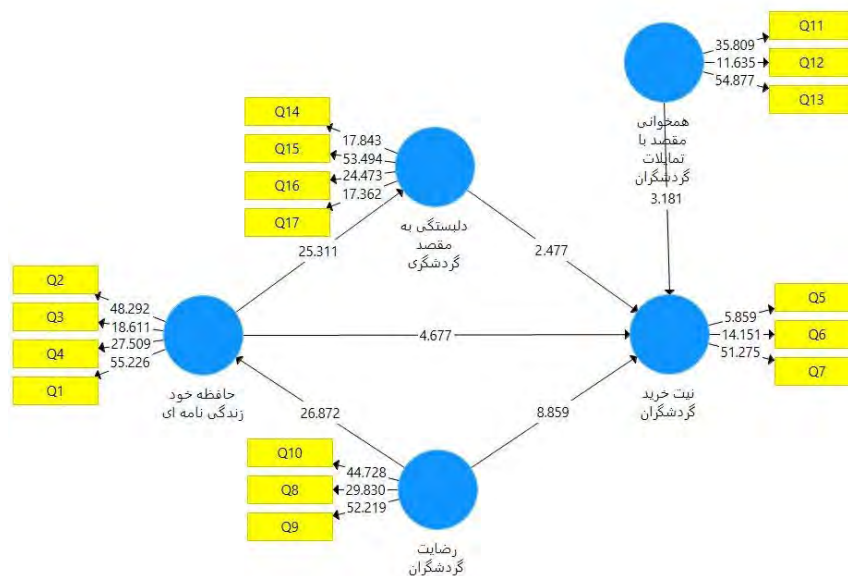 Q11
Q12
Q13
35.809
11.635
54.877
همخوانی
مقصد با
تمایلات
گردشگران
3.181
Q14
Q15
Q16
Q17
17.843
53.494
24.473
17.362
دلبستگی به
مقصد
گردشگری
25.311
2.477
Q2
Q3
Q4
Q1
48.292
18.611
27.509
55.226
حافظه خود
زندگی نامه ای
4.677
Q5
Q6
Q7
5.859
14.151
51.275
نیت خرید
گردشگران
26.872
8.859
Q10
Q8
Q9
44.728
29.830
52.219
رضایت
گردشگران